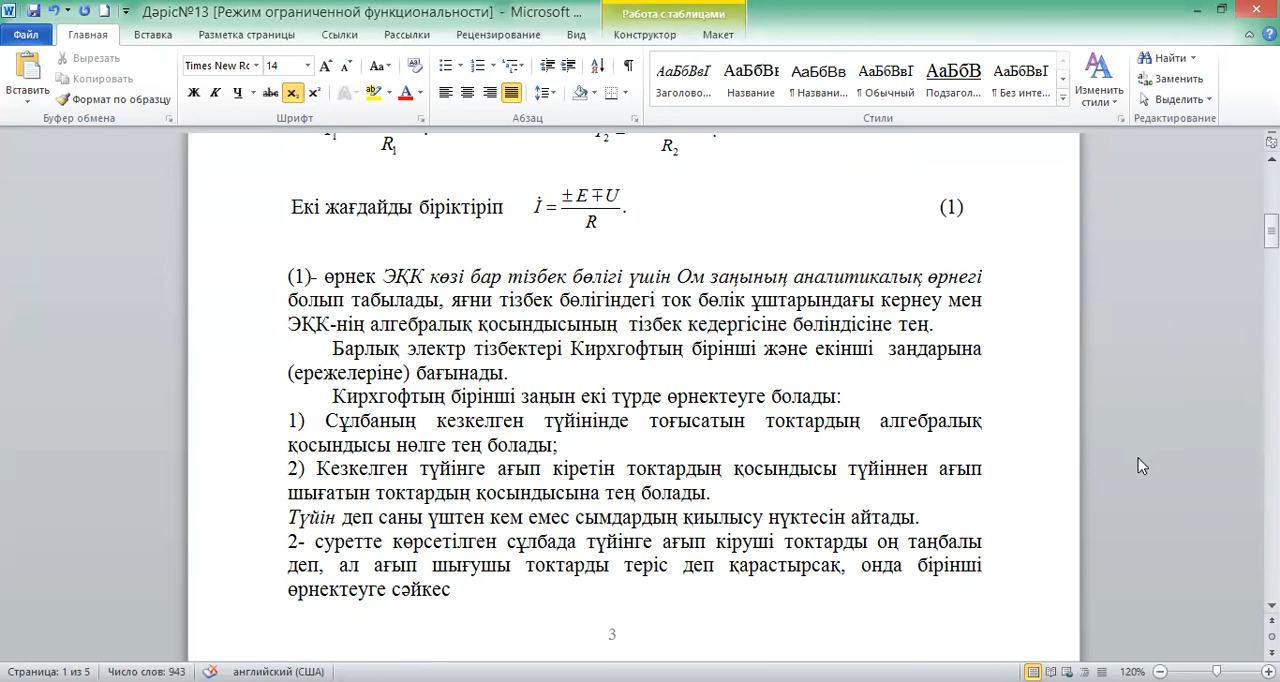 Дәріс№13 [Режим ограниченной функциональности] - Microsoft ...
Работа с таблицами
Файл Главная Вставка Разметка страницы Ссылки Рассылки Рецензирование Вид Конструктор Макет
Вставить
Вырезать
Копировать
Формат по образцу
Буфер обмена
Times New Rc 14
Ж К Ч abc x₂ x²
Шрифт
Абзац
АаБбВвІ АаБбВı АаБбВв АаБбВвІ АаБбВ АаБбВвІ
Заголово... Название ¶ Названи... ¶ Обычный Подзагол... ¶ Без инте...
Стили
Изменить стили
Найти
Заменить
Выделить
Редактирование
R₁ R₂
Екі жағдайды біріктіріп İ = (± E ∓ U) / R. (1)
(1)- өрнек ЭҚК көзі бар тізбек бөлігі үшін Ом заңының аналитикалық өрнегі
болып табылады, яғни тізбек бөлігіндегі ток бөлік ұштарындағы кернеу мен
ЭҚК-нің алгебралық қосындысының тізбек кедергісіне бөліндісіне тең.
Барлық электр тізбектері Кирхгофтың бірінші және екінші заңдарына
(ережелеріне) бағынады.
Кирхгофтың бірінші заңын екі түрде өрнектеуге болады:
1) Сұлбаның кезкелген түйінінде тоғысатын токтардың алгебралық
қосындысы нөлге тең болады;
2) Кезкелген түйінге ағып кіретін токтардың қосындысы түйіннен ағып
шығатын токтардың қосындысына тең болады.
Түйін деп саны үштен кем емес сымдардың қиылысу нүктесін айтады.
2- суретте көрсетілген сұлбада түйінге ағып кіруші токтарды оң таңбалы
деп, ал ағып шығушы токтарды теріс деп қарастырсақ, онда бірінші
өрнектеуге сәйкес
3
Страница: 1 из 5 Число слов: 943 английский (США) 120%